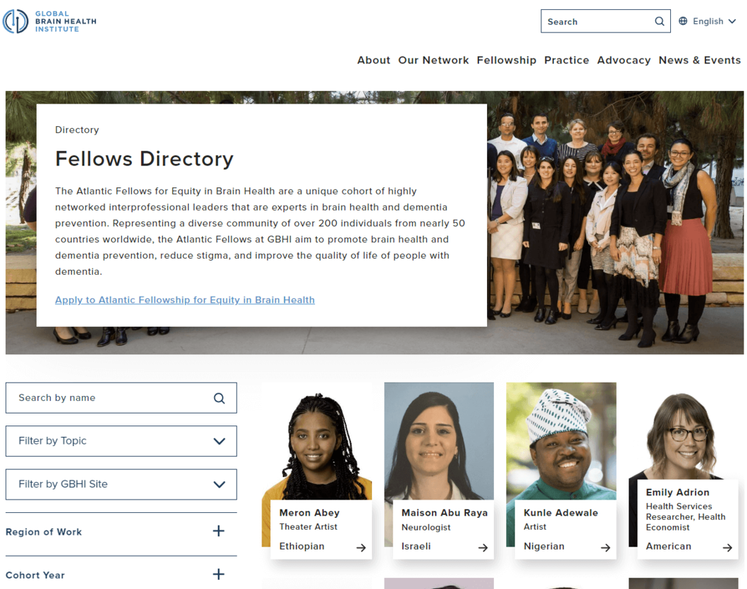 GLOBAL
BRAIN HEALTH
INSTITUTE
Search
English
About Our Network Fellowship Practice Advocacy News & Events
Directory
Fellows Directory
The Atlantic Fellows for Equity in Brain Health are a unique cohort of highly
networked interprofessional leaders that are experts in brain health and dementia
prevention. Representing a diverse community of over 200 individuals from nearly 50
countries worldwide, the Atlantic Fellows at GBHI aim to promote brain health and
dementia prevention, reduce stigma, and improve the quality of life of people with
dementia.
Apply to Atlantic Fellowship for Equity in Brain Health
Search by name
Filter by Topic
Filter by GBHI Site
Region of Work
Cohort Year
Meron Abey
Theater Artist
Ethiopian
Maison Abu Raya
Neurologist
Israeli
Kunle Adewale
Artist
Nigerian
Emily Adrion
Health Services
Researcher, Health
Economist
American